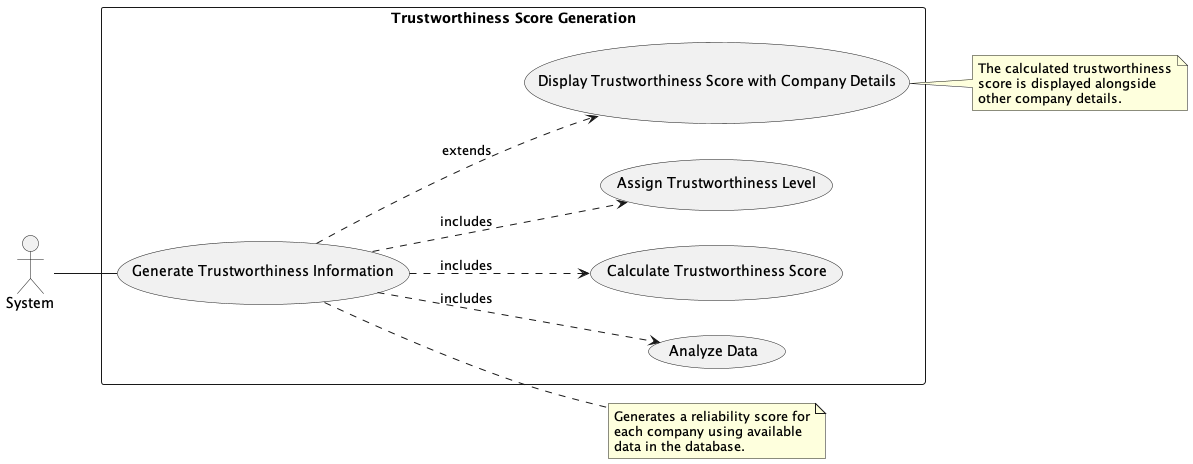 Trustworthiness Score Generation
Display Trustworthiness Score with Company Details
The calculated trustworthiness
score is displayed alongside
other company details.
extends
Assign Trustworthiness Level
includes
System
Generate Trustworthiness Information
includes
Calculate Trustworthiness Score
includes
Analyze Data
Generates a reliability score for
each company using available
data in the database.